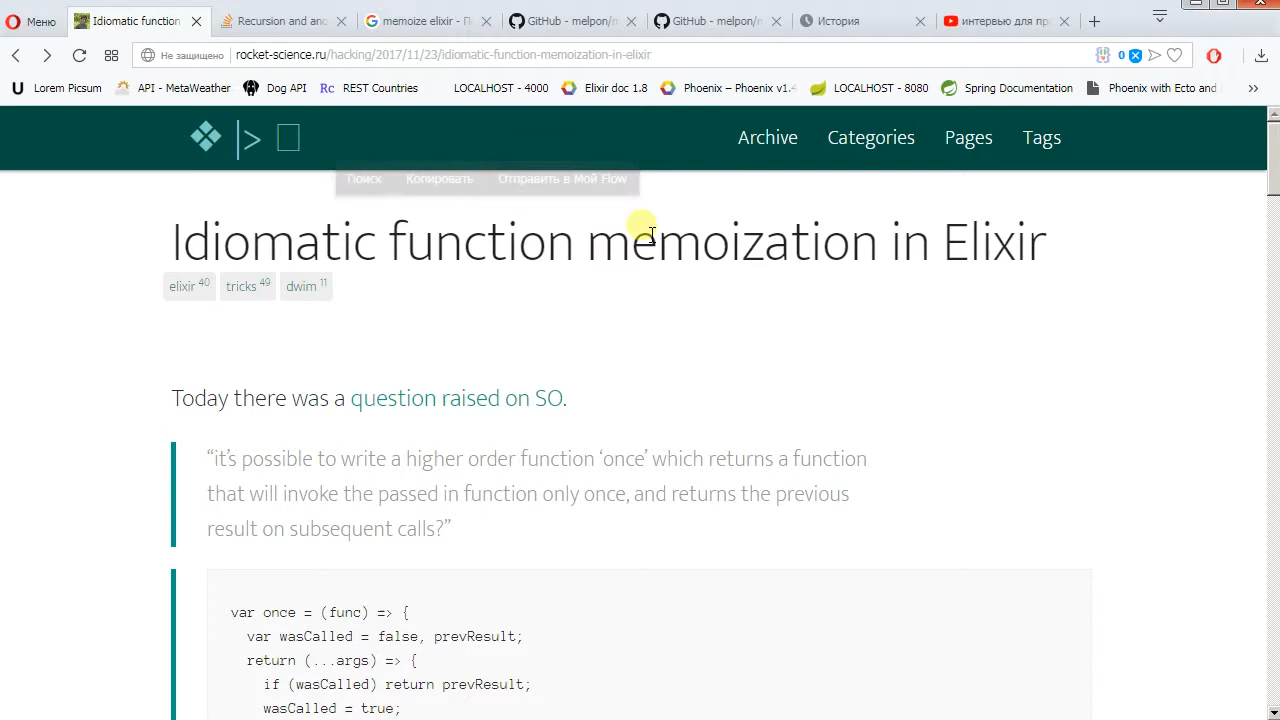 Меню
Idiomatic function
Recursion and ano
memoize elixir - П
GitHub - melpon/m
GitHub - melpon/m
История
интервью для пр
Не защищено
rocket-science.ru/hacking/2017/11/23/idiomatic-function-memoization-in-elixir
0
U Lorem Picsum
API - MetaWeather
Dog API
Rc REST Countries
LOCALHOST - 4000
Elixir doc 1.8
Phoenix – Phoenix v1.4
LOCALHOST - 8080
Spring Documentation
Phoenix with Ecto and
|>
Archive
Categories
Pages
Tags
Поиск Копировать Отправить в Мой Flow
Idiomatic function memoization in Elixir
elixir 40
tricks 49
dwim 11
Today there was a question raised on SO.
“it’s possible to write a higher order function ‘once’ which returns a function
that will invoke the passed in function only once, and returns the previous
result on subsequent calls?”
var once = (func) => {
var wasCalled = false, prevResult;
return (...args) => {
if (wasCalled) return prevResult;
wasCalled = true;